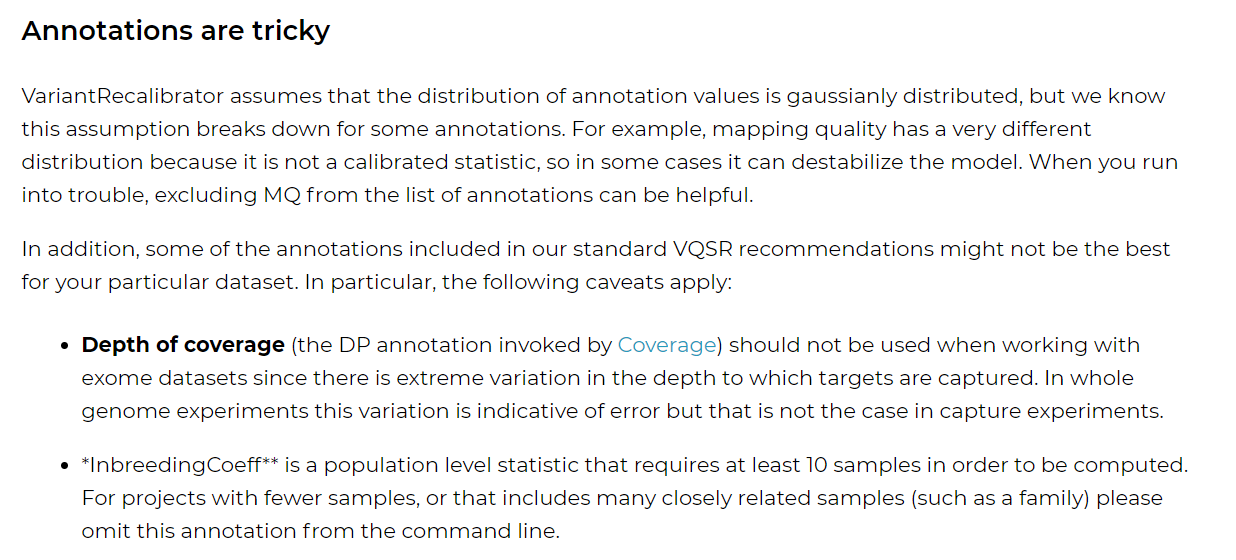 Annotations are tricky
VariantRecalibrator assumes that the distribution of annotation values is gaussianly distributed, but we know
this assumption breaks down for some annotations. For example, mapping quality has a very different
distribution because it is not a calibrated statistic, so in some cases it can destabilize the model. When you run
into trouble, excluding MQ from the list of annotations can be helpful.
In addition, some of the annotations included in our standard VQSR recommendations might not be the best
for your particular dataset. In particular, the following caveats apply:
• Depth of coverage (the DP annotation invoked by Coverage) should not be used when working with
exome datasets since there is extreme variation in the depth to which targets are captured. In whole
genome experiments this variation is indicative of error but that is not the case in capture experiments.
• *InbreedingCoeff** is a population level statistic that requires at least 10 samples in order to be computed.
For projects with fewer samples, or that includes many closely related samples (such as a family) please
omit this annotation from the command line.